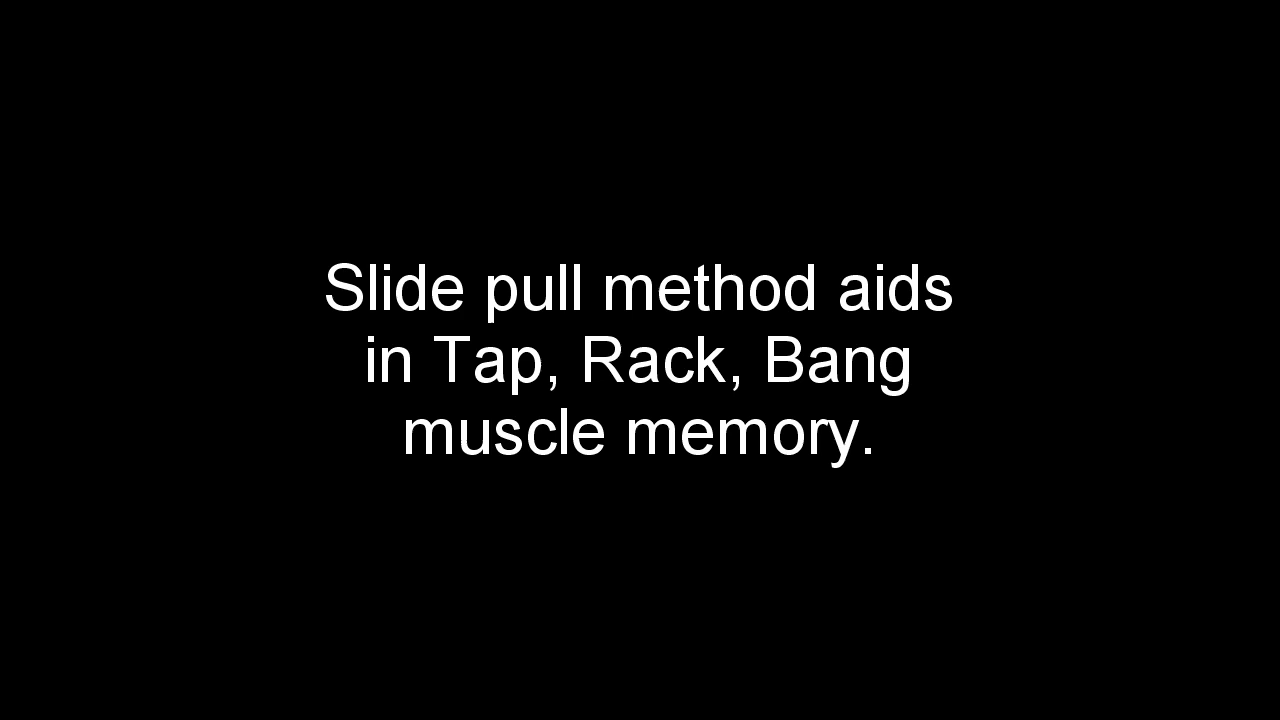 Slide pull method aids
in Tap, Rack, Bang
muscle memory.